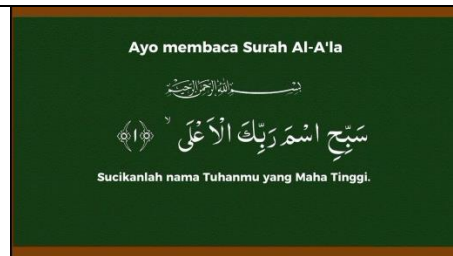 Ayo membaca Surah Al-A'la
بِسْمِ اللّٰهِ الرَّحْمٰنِ الرَّحِيْمِ
سَبِّحِ اسْمَ رَبِّكَ الْاَعْلَىۙ ﴿١﴾
Sucikanlah nama Tuhanmu yang Maha Tinggi.